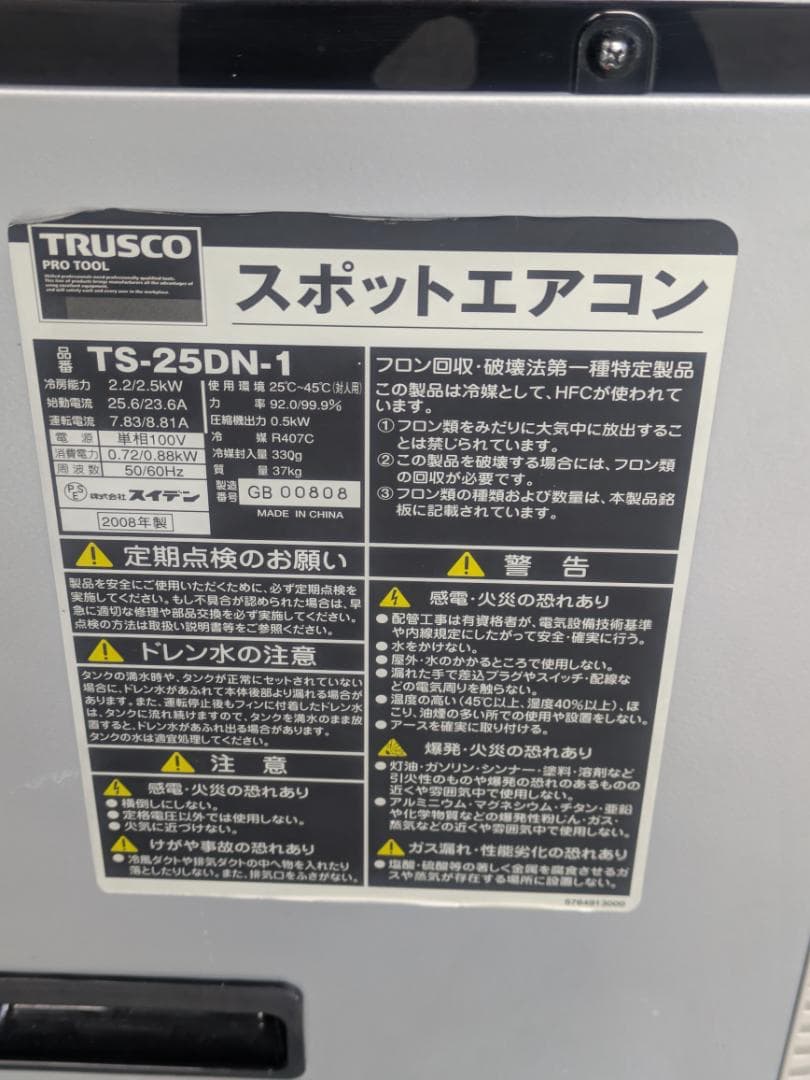 TRUSCO
PRO TOOL
Skilled professionals need professionally qualified tools.
This line of products brings manufacturers all the advantages of
using excellent equipment,
and will satisfy each and every user in the workplace.
スポットエアコン
品番 TS-25DN-1
冷房能力 2.2/2.5kW
始動電流 25.6/23.6A
運転電流 7.83/8.81A
電源 単相100V
消費電力 0.72/0.88kW
周波数 50/60Hz
PSE 株式会社 スイデン
2008年製
使用環境 25℃~45℃(対人用)
力率 92.0/99.9%
圧縮機出力 0.5kW
冷媒 R407C
冷媒封入量 330g
質量 37kg
製造番号 GB 00808
MADE IN CHINA
フロン回収・破壊法第一種特定製品
この製品は冷媒として、HFCが使われて
います。
①フロン類をみだりに大気中に放出するこ
とは禁じられています。
②この製品を破壊する場合には、フロン類
の回収が必要です。
③フロン類の種類および数量は、本製品銘
板に記載されています。
定期点検のお願い
製品を安全にご使用いただくために、必ず定期点検を
実施してください。もし不具合が認められた場合は、早
急に適切な修理や部品交換を必ず実施してください。
点検の方法は取扱い説明書等をご参照ください。
ドレン水の注意
タンクの満水時や、タンクが正常にセットされていない
場合に、ドレン水があふれて本体後部より漏れる場合が
あります。また、運転停止後もフィンに付着したドレン水
は、タンクに流れ続けますので、タンクを満水のまま放
置すると、ドレン水があふれ出る場合があります。
タンクの水は適宜処理してください。
注意
感電・火災の恐れあり
●横倒しにしない。
●定格電圧以外では使用しない。
●火気に近づけない。
けがや事故の恐れあり
●冷風ダクトや排気ダクトの中へ物を入れたり
落としたりしない。また、排気口をふさがない。
警告
感電・火災の恐れあり
●配管工事は有資格者が、電気設備技術基準
や内線規定にしたがって安全・確実に行う。
●水をかけない。
●屋外・水のかかるところで使用しない。
●漏れた手で差込プラグやスイッチ・配線な
どの電気周りを触らない。
●温度の高い(45℃以上、湿度40%以上)、ほ
こり、油煙の多い所での使用や設置をしない。
●アースを確実に取り付ける。
爆発・火災の恐れあり
●灯油・ガソリン・シンナー・塗料・溶剤など
引火性のものや爆発の恐れのあるものの
近くや雰囲気中で使用しない。
●アルミニウム・マグネシウム・チタン・亜鉛
や化学物質などの爆発性粉じん・ガス・
蒸気などの近くや雰囲気中で使用しない。
ガス漏れ・性能劣化の恐れあり
●塩酸・硫酸等の著しく金属を腐食させるガ
スや蒸気が存在する場所に設置しない。
5764913000